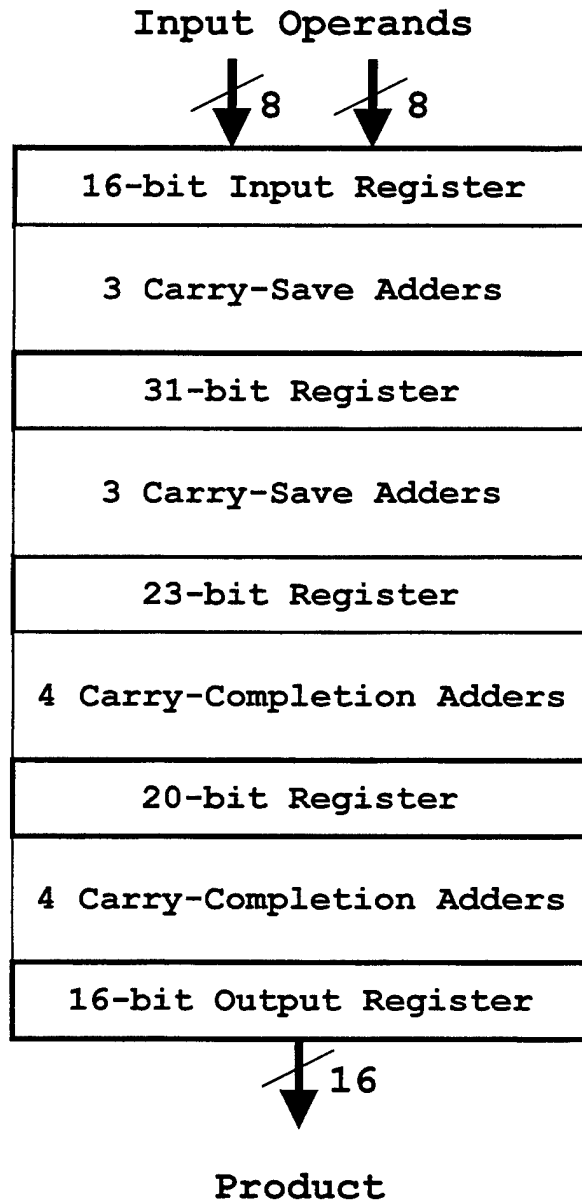 Input Operands
8 8
16-bit Input Register
3 Carry-Save Adders
31-bit Register
3 Carry-Save Adders
23-bit Register
4 Carry-Completion Adders
20-bit Register
4 Carry-Completion Adders
16-bit Output Register
16
Product